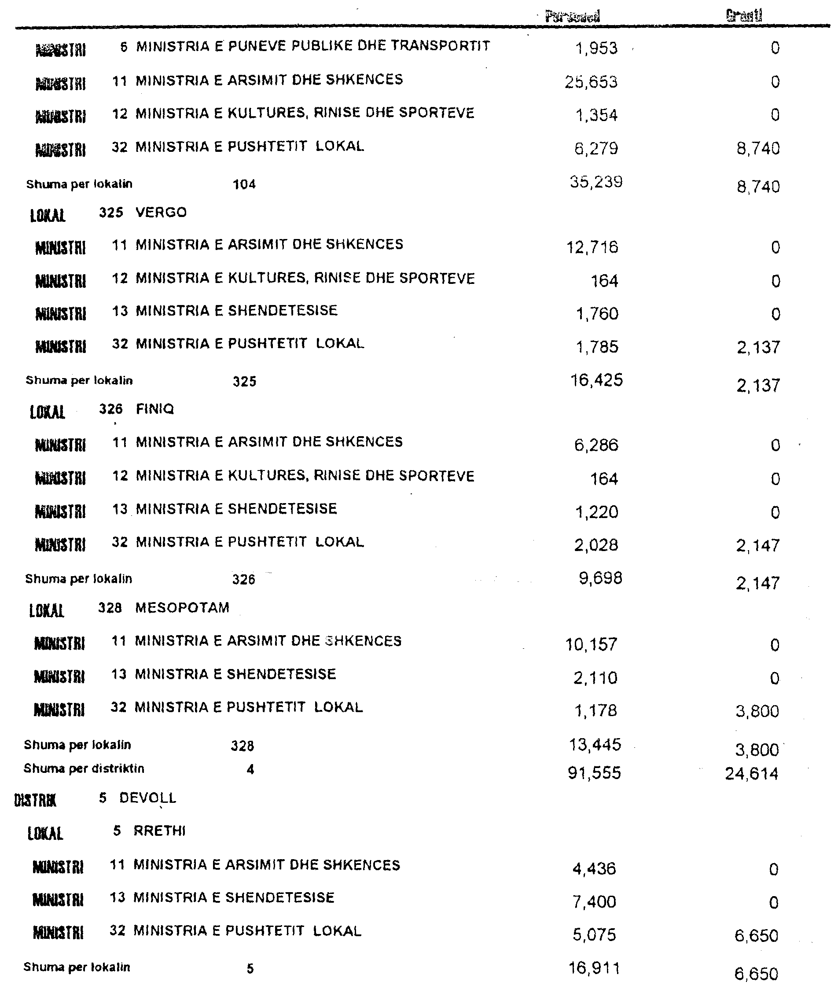 Granti
MINISTRI 6 MINISTRIA E PUNEVE PUBLIKE DHE TRANSPORTIT 1,953 0
MINISTRI 11 MINISTRIA E ARSIMIT DHE SHKENCES 25,653 0
MINISTRI 12 MINISTRIA E KULTURES, RINISE DHE SPORTEVE 1,354 0
MINISTRI 32 MINISTRIA E PUSHTETIT LOKAL 6,279 8,740
Shuma per lokalin 104 35,239 8,740
LOKAL 325 VERGO
MINISTRI 11 MINISTRIA E ARSIMIT DHE SHKENCES 12,716 0
MINISTRI 12 MINISTRIA E KULTURES, RINISE DHE SPORTEVE 164 0
MINISTRI 13 MINISTRIA E SHENDETESISE 1,760 0
MINISTRI 32 MINISTRIA E PUSHTETIT LOKAL 1,785 2,137
Shuma per lokalin 325 16,425 2,137
LOKAL 326 FINIQ
MINISTRI 11 MINISTRIA E ARSIMIT DHE SHKENCES 6,286 0
MINISTRI 12 MINISTRIA E KULTURES, RINISE DHE SPORTEVE 164 0
MINISTRI 13 MINISTRIA E SHENDETESISE 1,220 0
MINISTRI 32 MINISTRIA E PUSHTETIT LOKAL 2,028 2,147
Shuma per lokalin 326 9,698 2,147
LOKAL 328 MESOPOTAM
MINISTRI 11 MINISTRIA E ARSIMIT DHE SHKENCES 10,157 0
MINISTRI 13 MINISTRIA E SHENDETESISE 2,110 0
MINISTRI 32 MINISTRIA E PUSHTETIT LOKAL 1,178 3,800
Shuma per lokalin 328 13,445 3,800
Shuma per distriktin 4 91,555 24,614
DISTRIK 5 DEVOLL
LOKAL 5 RRETHI
MINISTRI 11 MINISTRIA E ARSIMIT DHE SHKENCES 4,436 0
MINISTRI 13 MINISTRIA E SHENDETESISE 7,400 0
MINISTRI 32 MINISTRIA E PUSHTETIT LOKAL 5,075 6,650
Shuma per lokalin 5 16,911 6,650